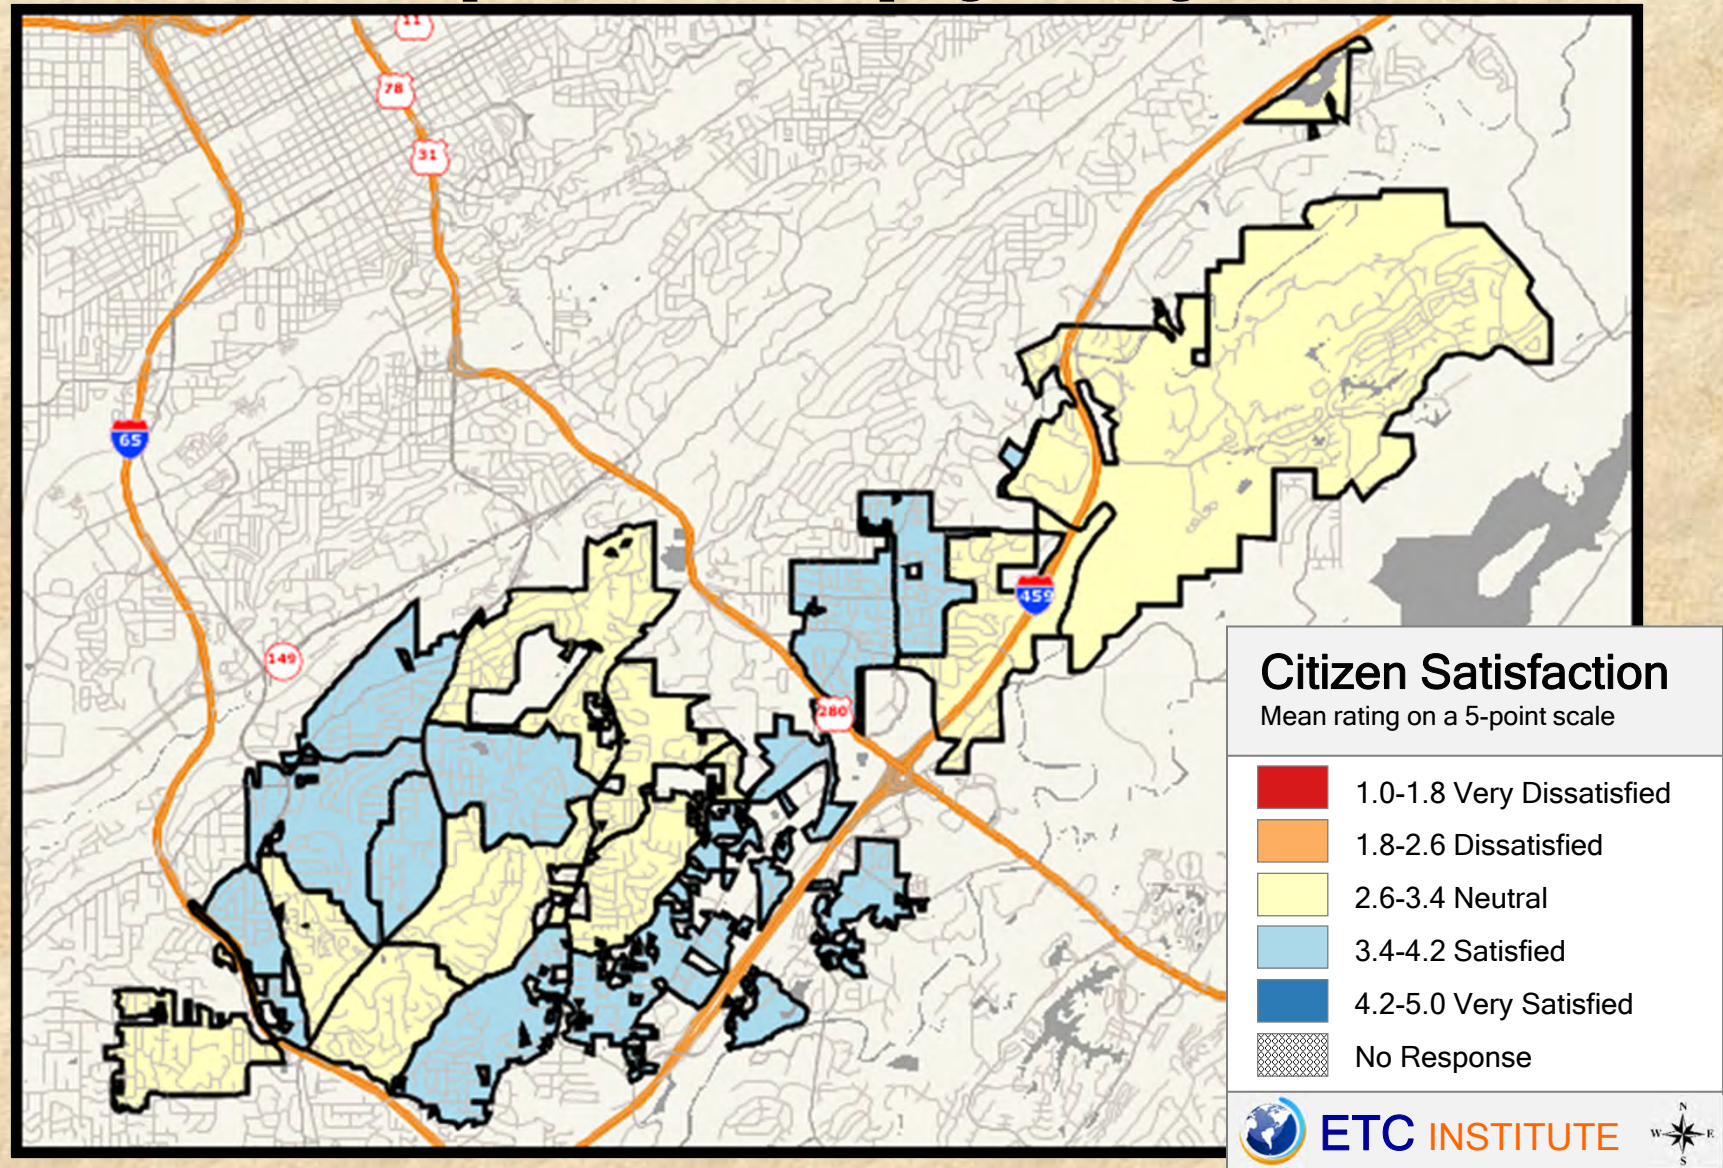 11
78
31
65
149
459
280
Citizen Satisfaction
Mean rating on a 5-point scale
1.0-1.8 Very Dissatisfied
1.8-2.6 Dissatisfied
2.6-3.4 Neutral
3.4-4.2 Satisfied
4.2-5.0 Very Satisfied
No Response
ETC INSTITUTE
N
W E
S